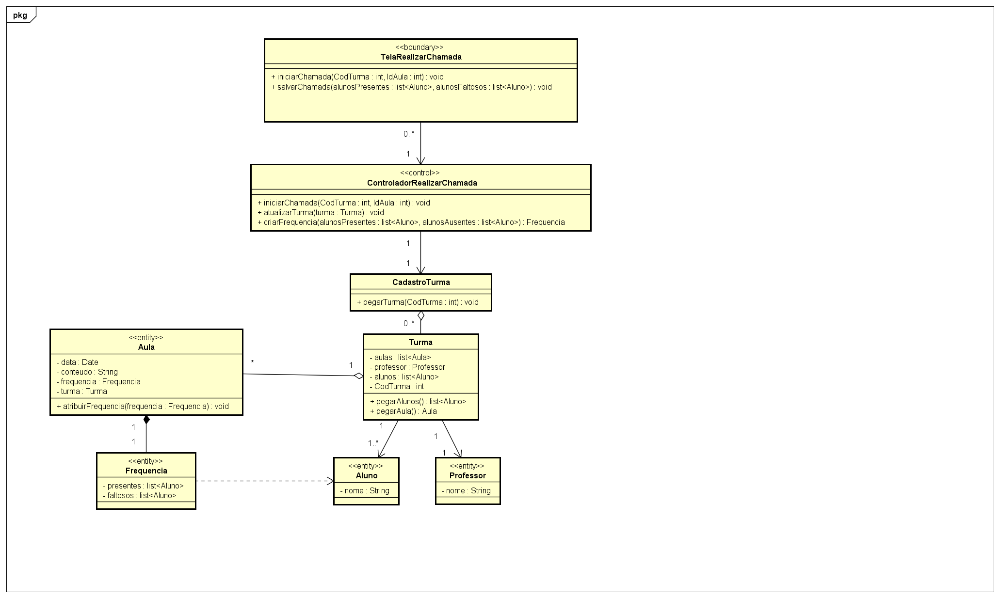 pkg
<<boundary>>
TelaRealizarChamada
+ iniciarChamada(CodTurma : int, IdAula : int) : void
+ salvarChamada(alunosPresentes : list<Aluno>, alunosFaltosos : list<Aluno>) : void
0..*
1
<<control>>
ControladorRealizarChamada
+ iniciarChamada(CodTurma : int, IdAula : int) : void
+ atualizarTurma(turma : Turma) : void
+ criarFrequencia(alunosPresentes : list<Aluno>, alunosAusentes : list<Aluno>) : Frequencia
1
1
CadastroTurma
+ pegarTurma(CodTurma : int) : void
0..*
<<entity>>
Aula
- data : Date
- conteudo : String
- frequencia : Frequencia
- turma : Turma
+ atribuirFrequencia(frequencia : Frequencia) : void
*
1
Turma
- aulas : list<Aula>
- professor : Professor
- alunos : list<Aluno>
- CodTurma : int
+ pegarAlunos() : list<Aluno>
+ pegarAula() : Aula
1
1
1
1..*
1
1
<<entity>>
Frequencia
- presentes : list<Aluno>
- faltosos : list<Aluno>
<<entity>>
Aluno
- nome : String
<<entity>>
Professor
- nome : String